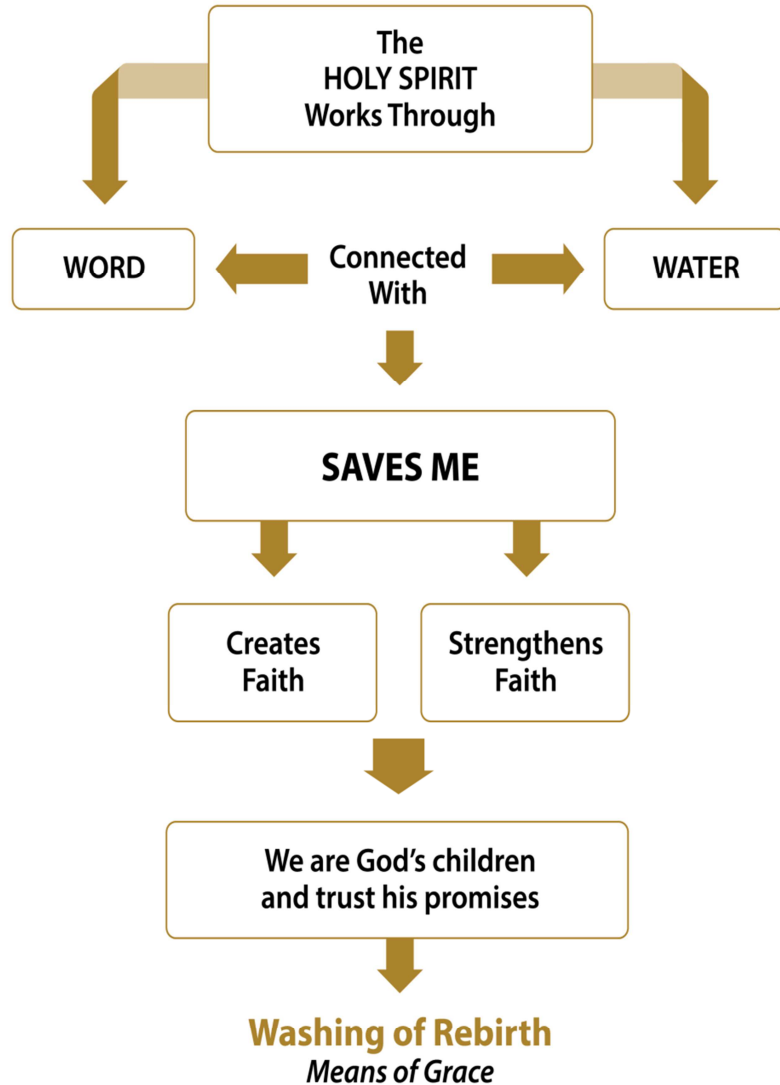 The
HOLY SPIRIT
Works Through
WORD
Connected
With
WATER
SAVES ME
Creates
Faith
Strengthens
Faith
We are God’s children
and trust his promises
Washing of Rebirth
Means of Grace